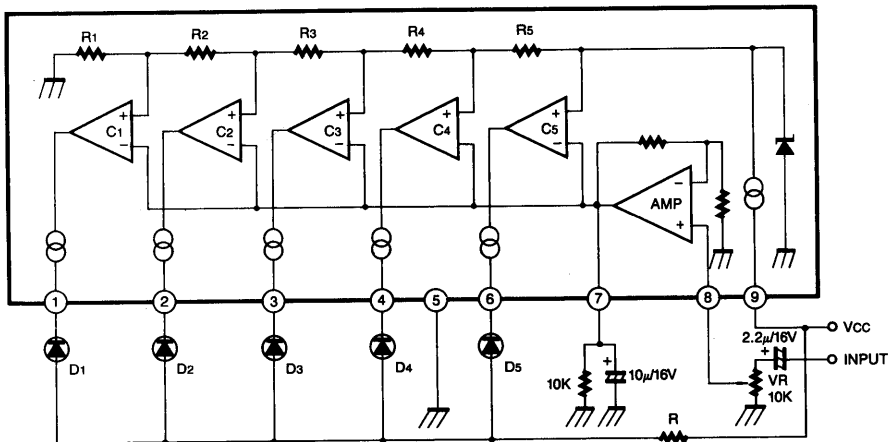 R1 R2 R3 R4 R5
+ + + + +
C1 C2 C3 C4 C5
− − − − −
−
AMP
+
1 2 3 4 5 6 7 8 9
VCC
2.2μ/16V
+
INPUT
D1 D2 D3 D4 D5
+
10K
10μ/16V
VR
10K
R